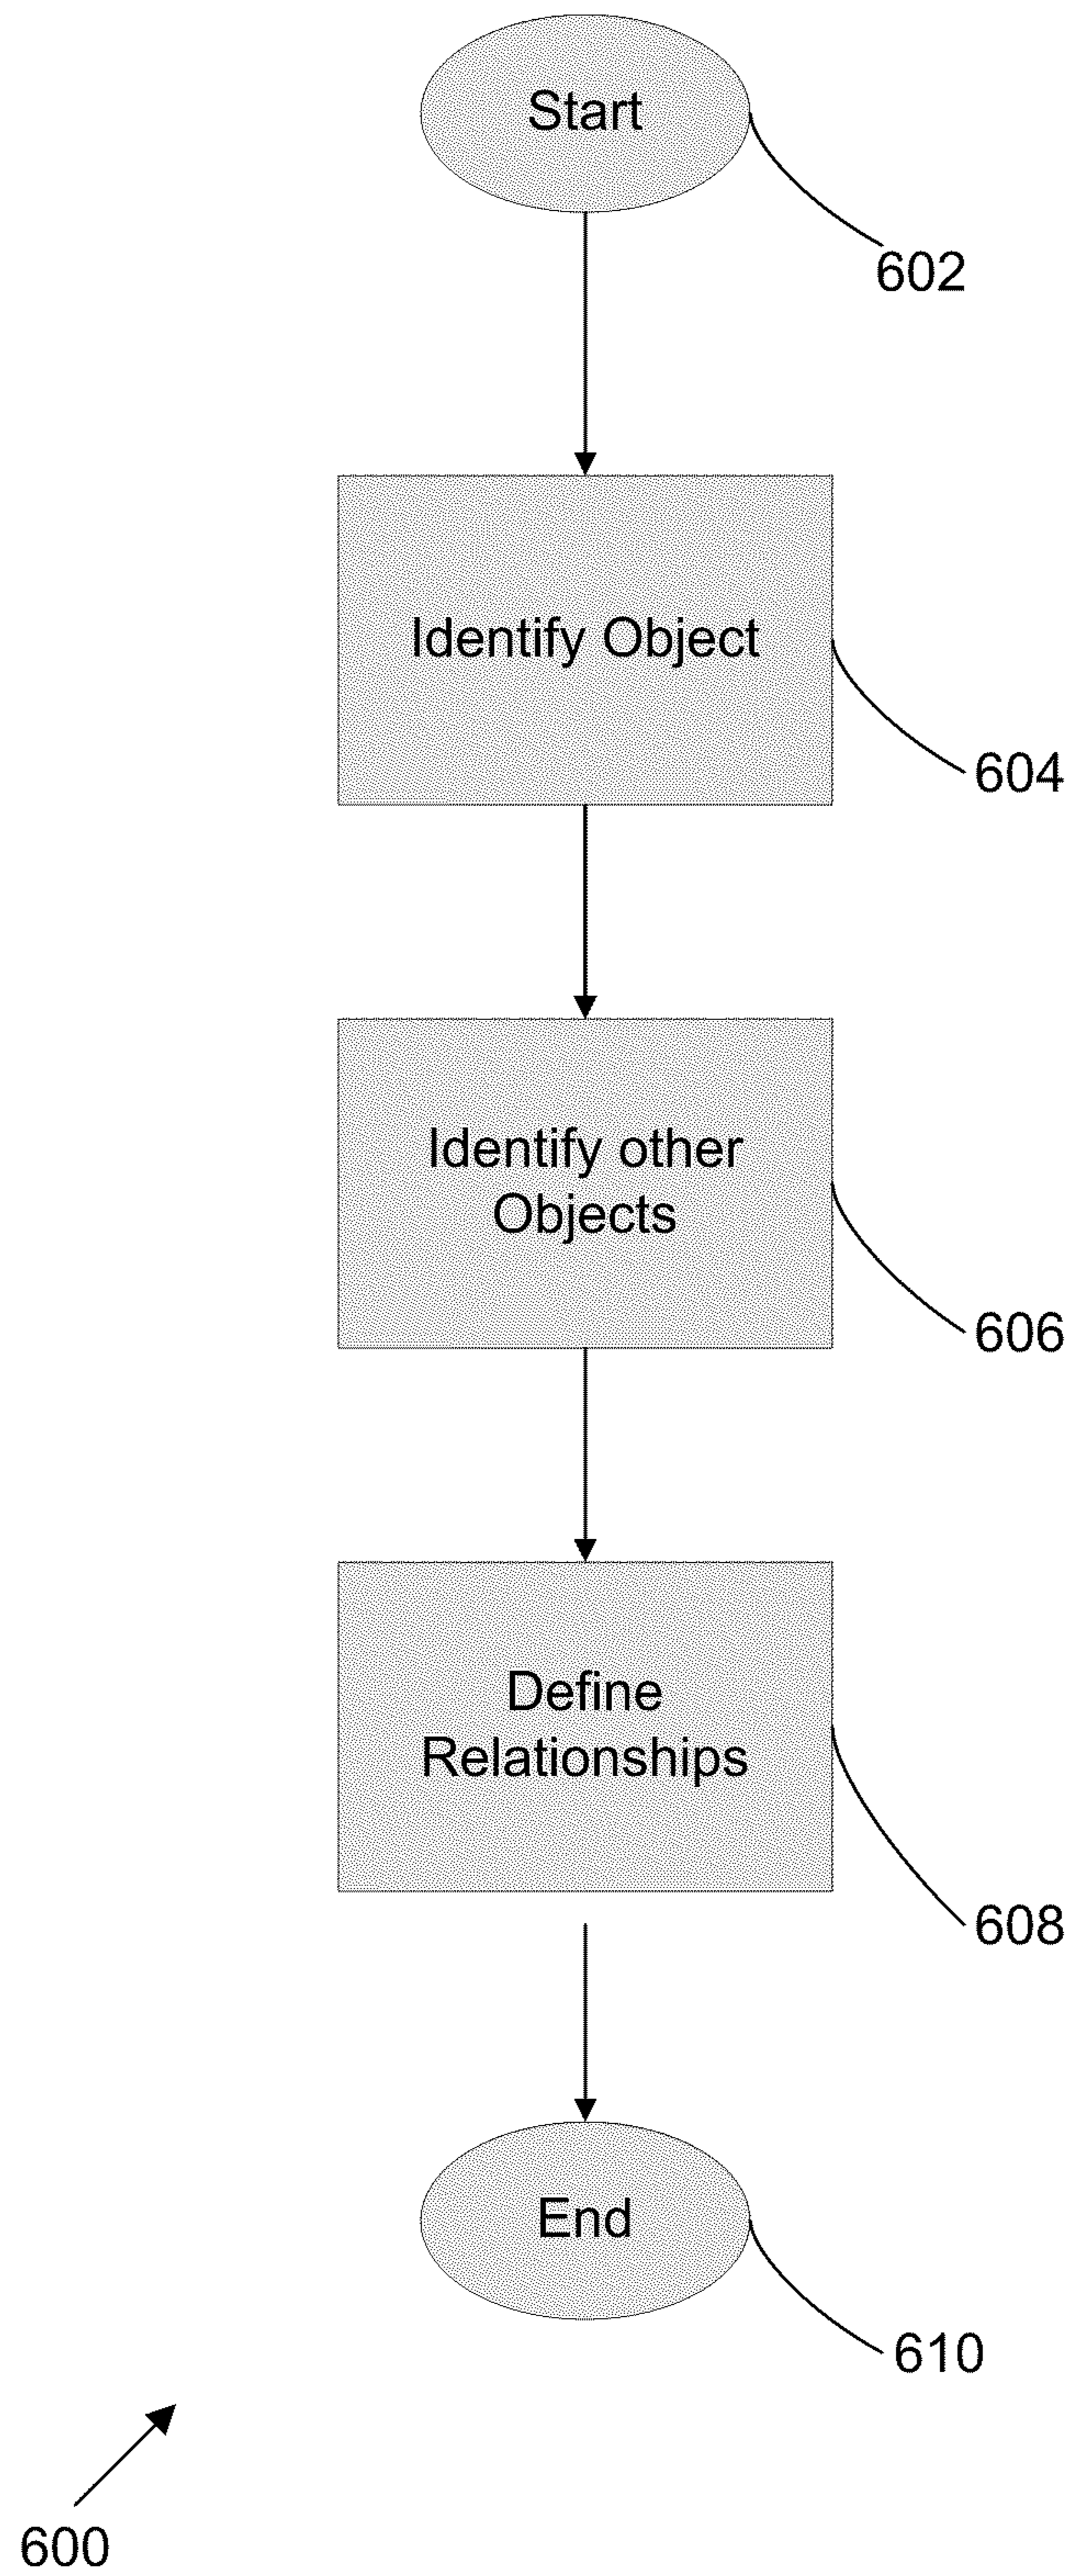 Start
602
Identify Object
604
Identify other
Objects
606
Define
Relationships
608
End
610
600